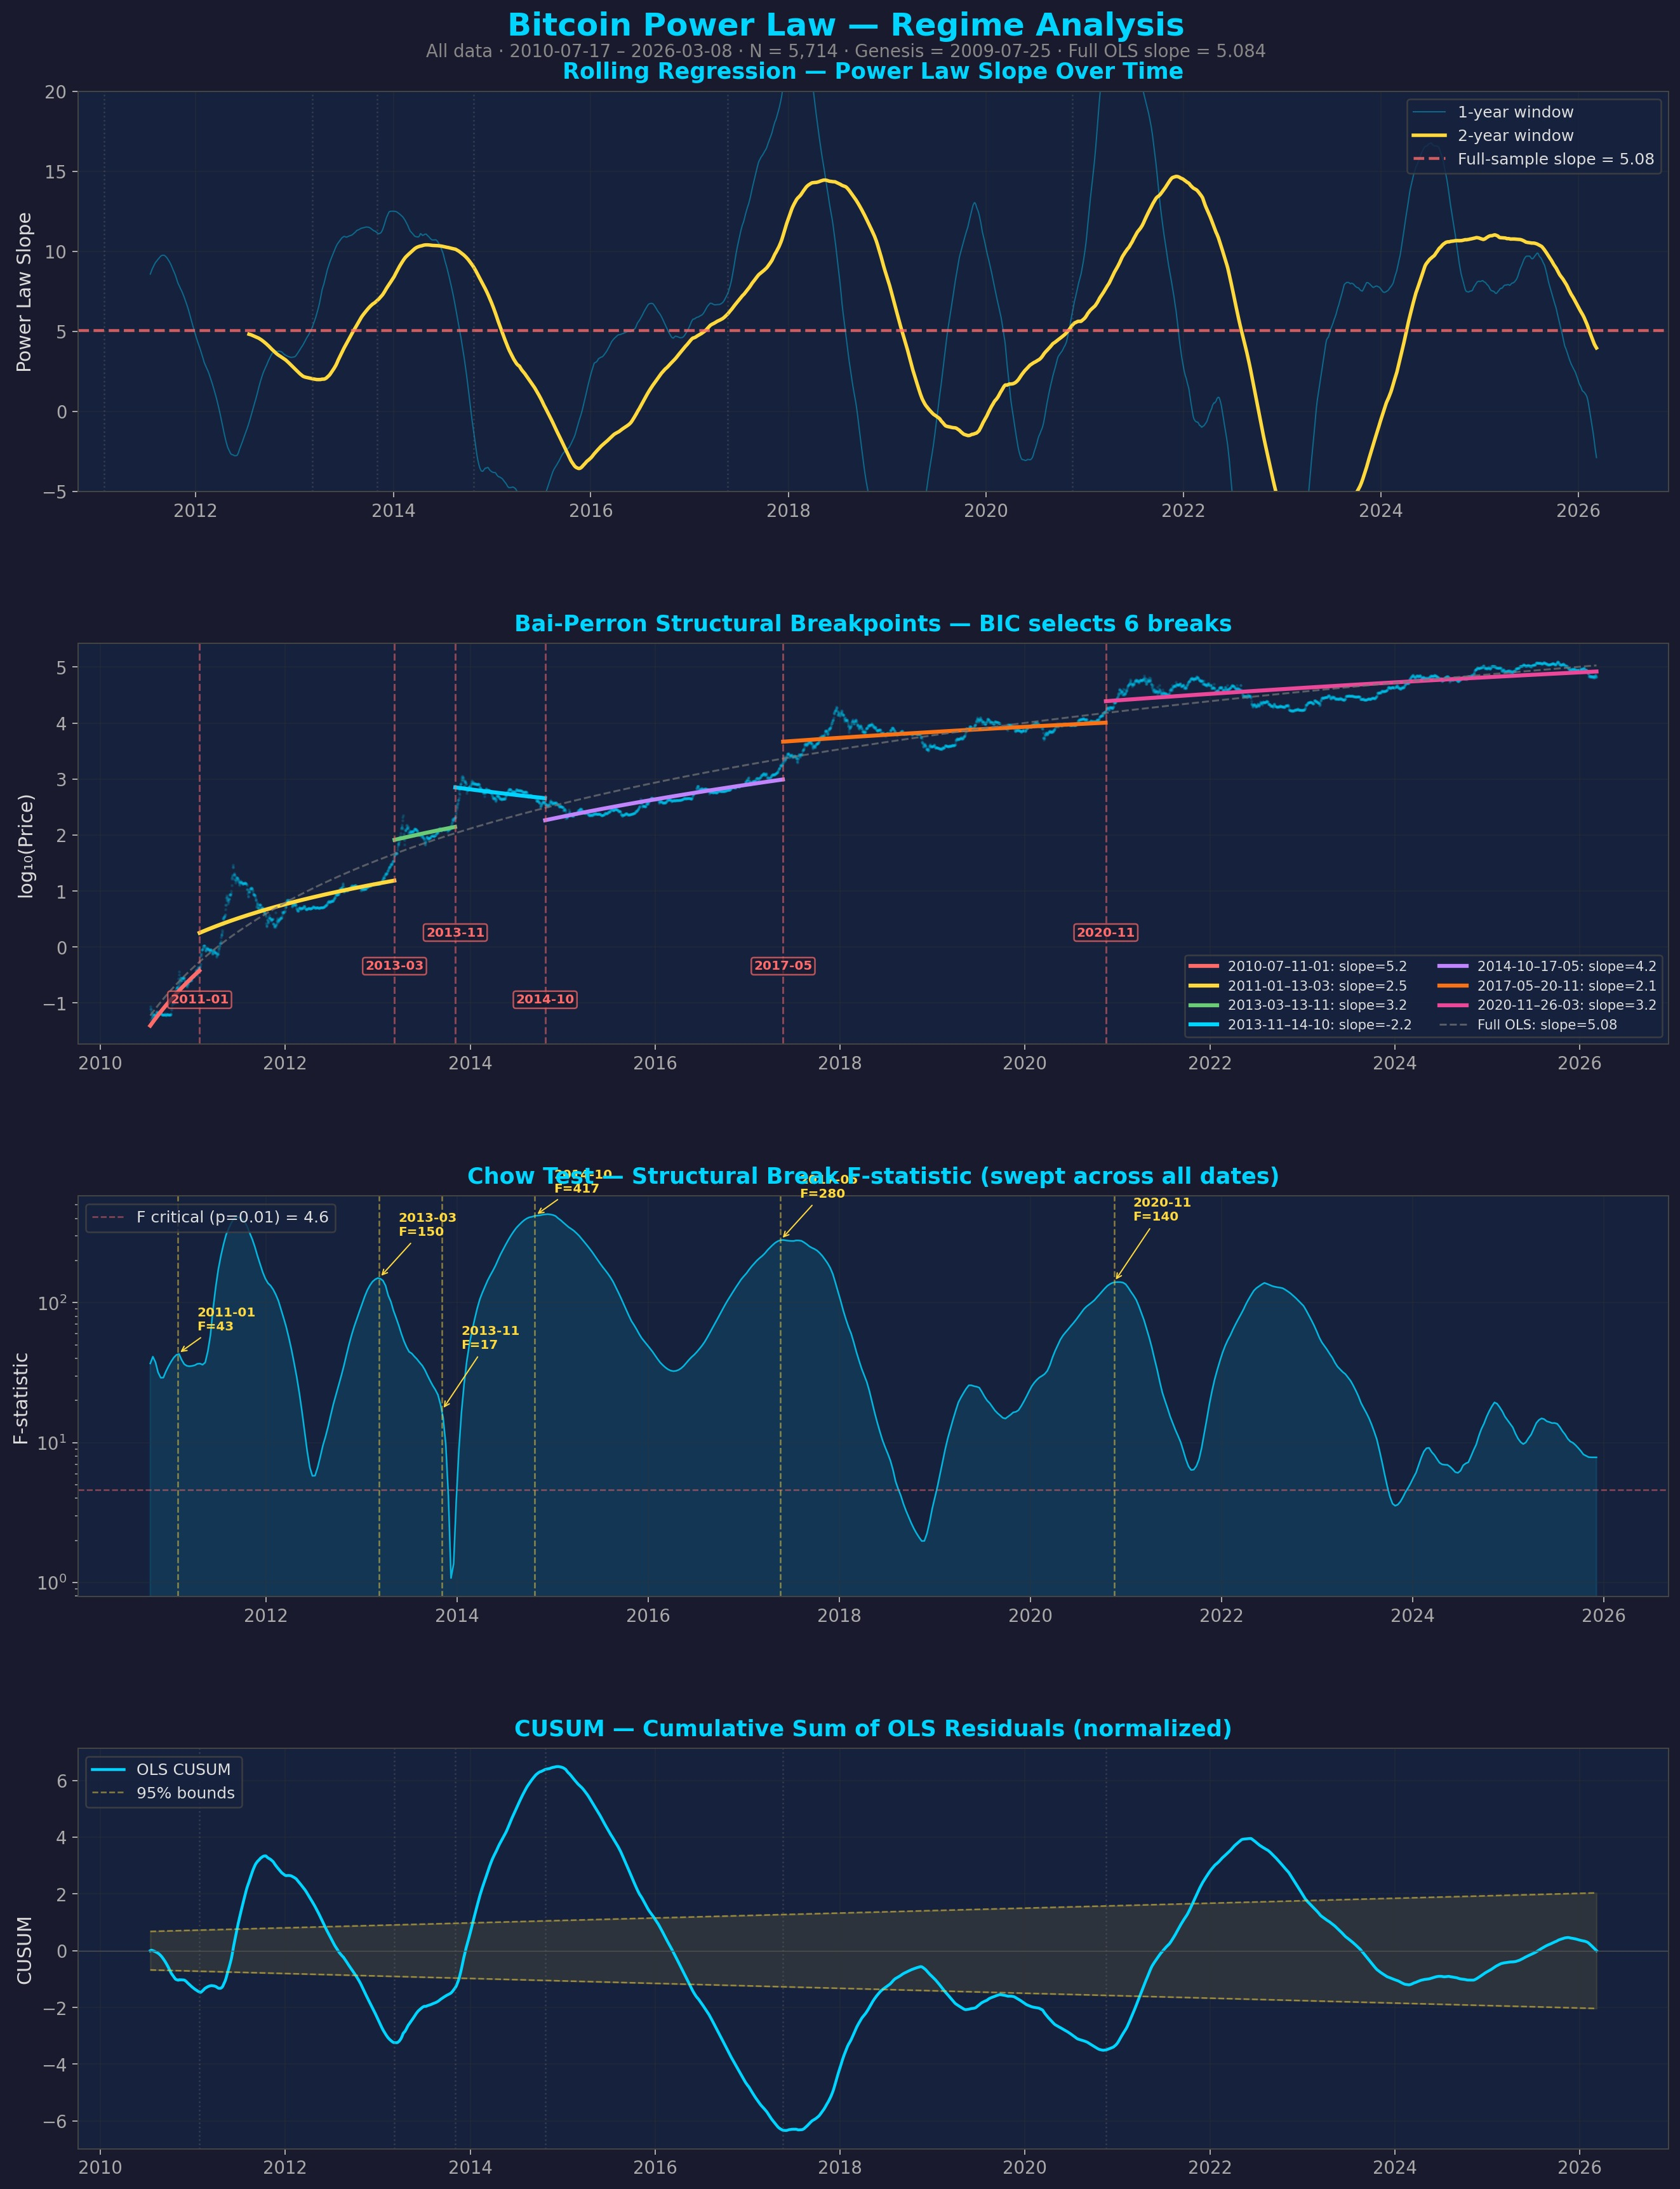 Bitcoin Power Law — Regime Analysis
All data · 2010-07-17 – 2026-03-08 · N = 5,714 · Genesis = 2009-07-25 · Full OLS slope = 5.084
Rolling Regression — Power Law Slope Over Time
Power Law Slope
20
15
10
5
0
−5
1-year window
2-year window
Full-sample slope = 5.08
2012 2014 2016 2018 2020 2022 2024 2026
Bai-Perron Structural Breakpoints — BIC selects 6 breaks
log₁₀(Price)
5
4
3
2
1
0
−1
2013-11
2020-11
2013-03
2017-05
2011-01
2014-10
2010-07–11-01: slope=5.2
2011-01–13-03: slope=2.5
2013-03–13-11: slope=3.2
2013-11–14-10: slope=-2.2
2014-10–17-05: slope=4.2
2017-05–20-11: slope=2.1
2020-11–26-03: slope=3.2
Full OLS: slope=5.08
2010 2012 2014 2016 2018 2020 2022 2024 2026
Chow Test — Structural Break F-statistic (swept across all dates)
F-statistic
10²
10¹
10⁰
F critical (p=0.01) = 4.6
2011-01
F=43
2013-03
F=150
2013-11
F=17
2014-10
F=417
F=280
2020-11
F=140
2012 2014 2016 2018 2020 2022 2024 2026
CUSUM — Cumulative Sum of OLS Residuals (normalized)
CUSUM
6
4
2
0
−2
−4
−6
OLS CUSUM
95% bounds
2010 2012 2014 2016 2018 2020 2022 2024 2026